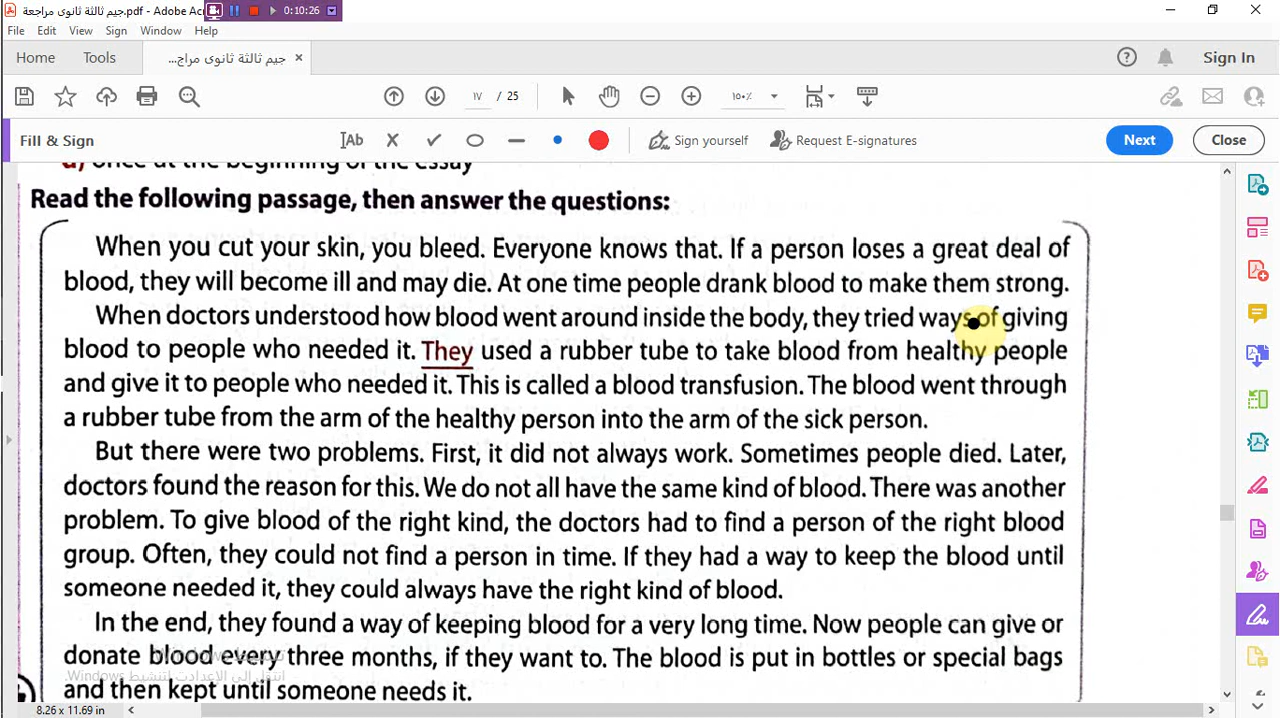 جيم ثالثة ثانوى مراجعة.pdf - Adobe Acr
0:10:26
File Edit View Sign Window Help
Home Tools جيم ثالثة ثانوى مراج... × Sign In
١٧ / 25 ١٥٠٪
Fill & Sign Ab Sign yourself Request E-signatures Next Close
d) once at the beginning of the essay
Read the following passage, then answer the questions:
When you cut your skin, you bleed. Everyone knows that. If a person loses a great deal of
blood, they will become ill and may die. At one time people drank blood to make them strong.
When doctors understood how blood went around inside the body, they tried ways of giving
blood to people who needed it. They used a rubber tube to take blood from healthy people
and give it to people who needed it. This is called a blood transfusion. The blood went through
a rubber tube from the arm of the healthy person into the arm of the sick person.
But there were two problems. First, it did not always work. Sometimes people died. Later,
doctors found the reason for this. We do not all have the same kind of blood. There was another
problem. To give blood of the right kind, the doctors had to find a person of the right blood
group. Often, they could not find a person in time. If they had a way to keep the blood until
someone needed it, they could always have the right kind of blood.
In the end, they found a way of keeping blood for a very long time. Now people can give or
donate blood every three months, if they want to. The blood is put in bottles or special bags
and then kept until someone needs it.
تنشيط Windows
انتقل إلى الإعدادات لتنشيط Windows.
8.26 x 11.69 in